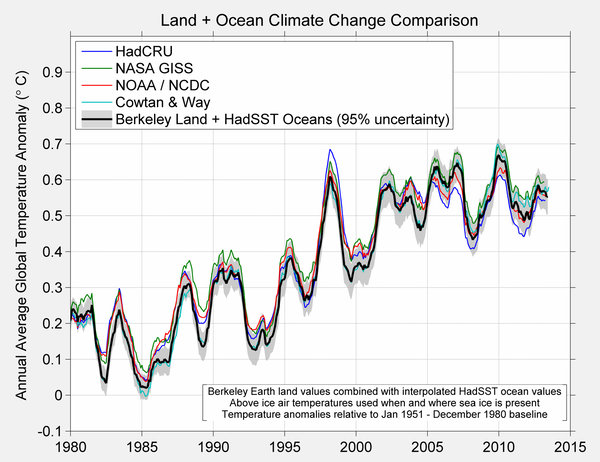 Land + Ocean Climate Change Comparison
HadCRU
NASA GISS
NOAA / NCDC
Cowtan & Way
Berkeley Land + HadSST Oceans (95% uncertainty)
Annual Average Global Temperature Anomaly (° C)
0.9
0.8
0.7
0.6
0.5
0.4
0.3
0.2
0.1
0
-0.1
Berkeley Earth land values combined with interpolated HadSST ocean values
Above ice air temperatures used when and where sea ice is present
Temperature anomalies relative to Jan 1951 - December 1980 baseline
1980 1985 1990 1995 2000 2005 2010 2015